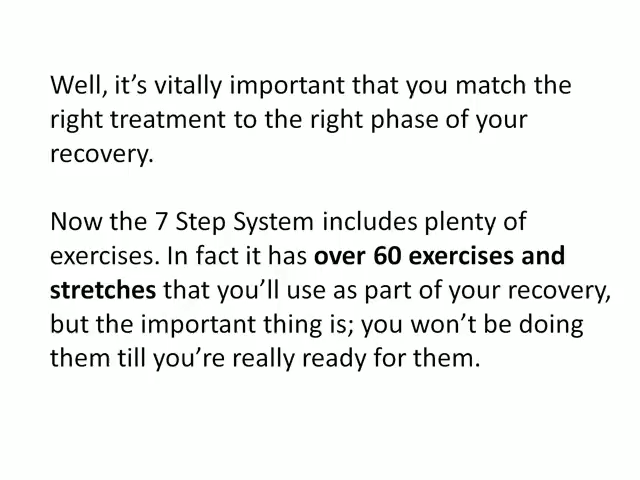 Well, it’s vitally important that you match the
right treatment to the right phase of your
recovery.
Now the 7 Step System includes plenty of
exercises. In fact it has over 60 exercises and
stretches that you’ll use as part of your recovery,
but the important thing is; you won’t be doing
them till you’re really ready for them.